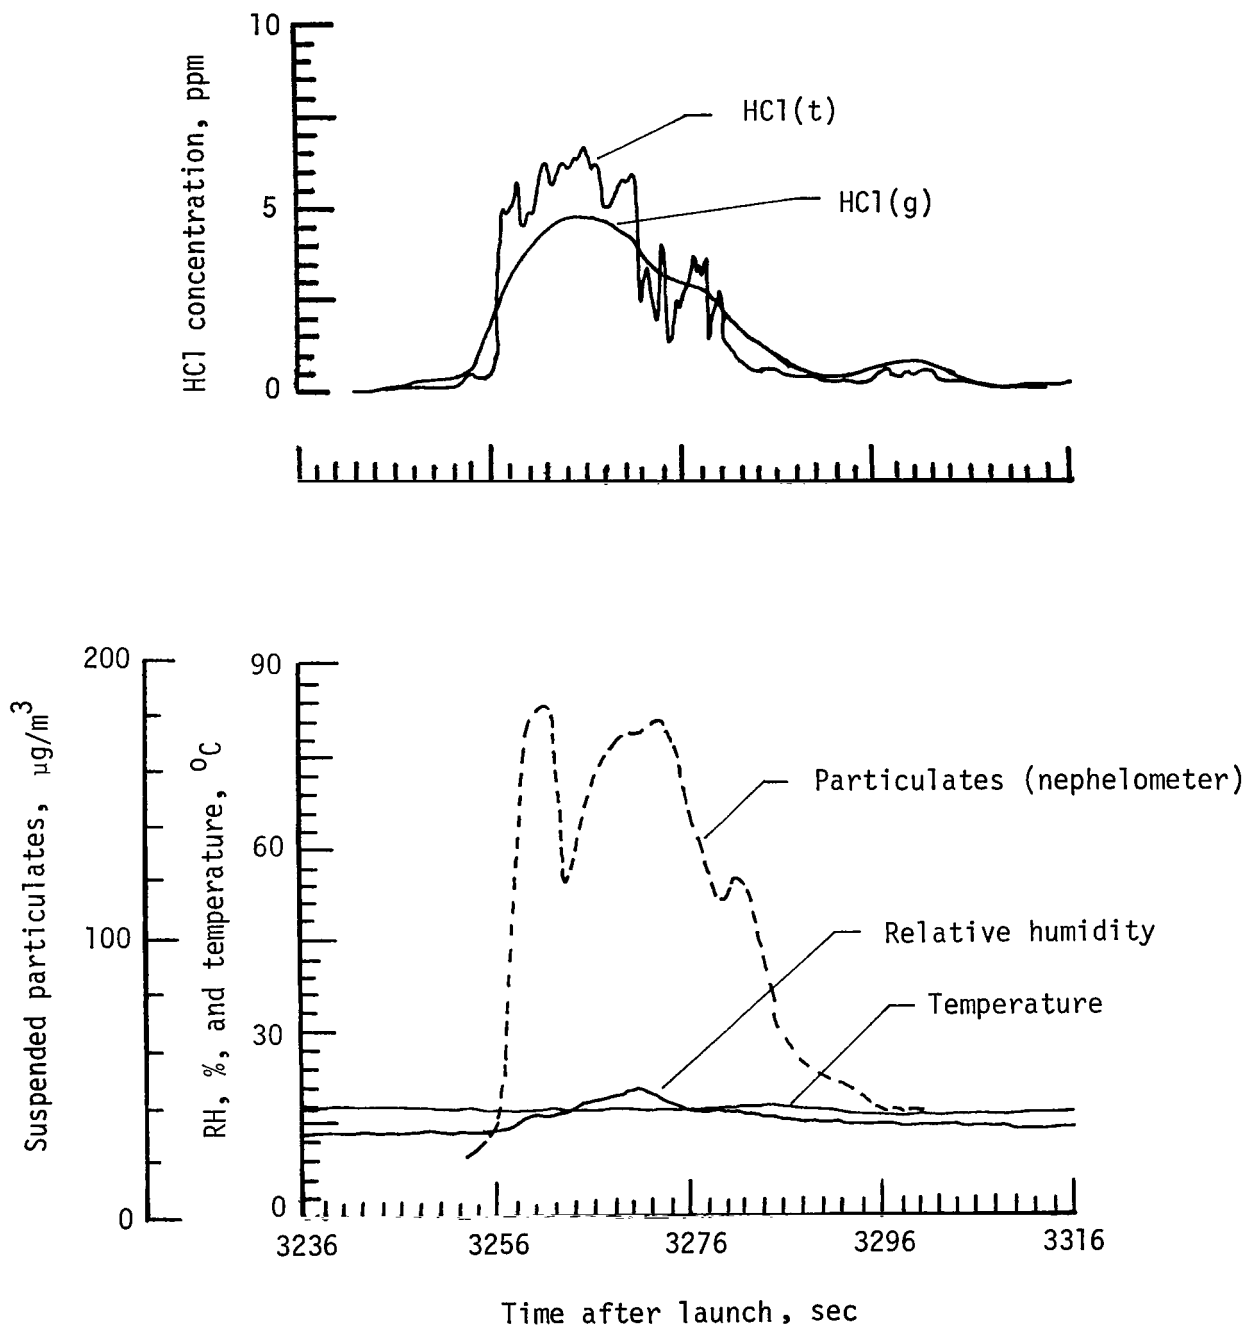 10
HCl concentration, ppm
HCl(t)
5
HCl(g)
0
200
90
Suspended particulates, μg/m³
RH, %, and temperature, °C
Particulates (nephelometer)
60
100
Relative humidity
30
Temperature
0
0
3236 3256 3276 3296 3316
Time after launch, sec